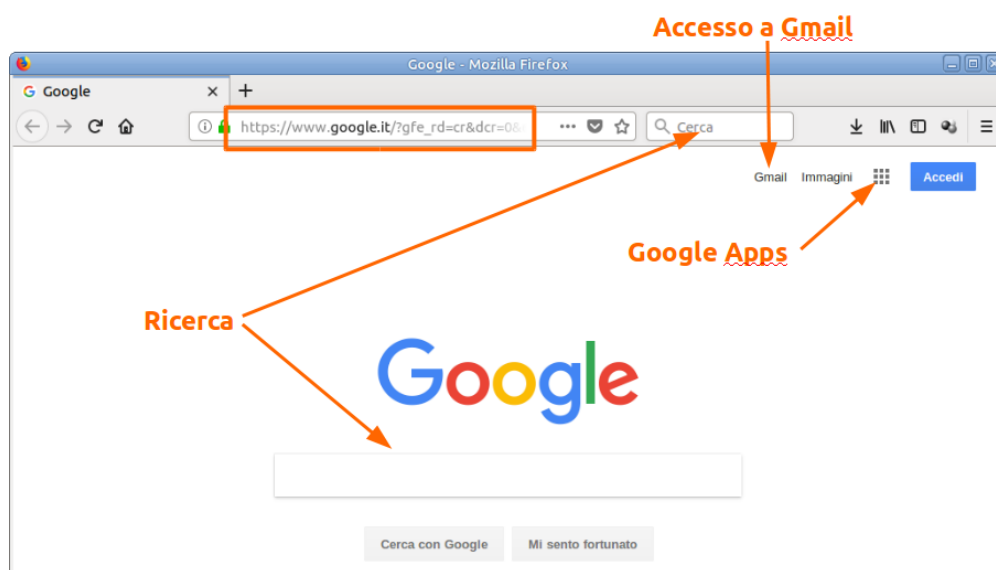 Accesso a Gmail
Google - Mozilla Firefox
G Google
https://www.google.it/?gfe_rd=cr&dcr=0&
Cerca
Gmail Immagini Accedi
Google Apps
Ricerca
Google
Cerca con Google Mi sento fortunato